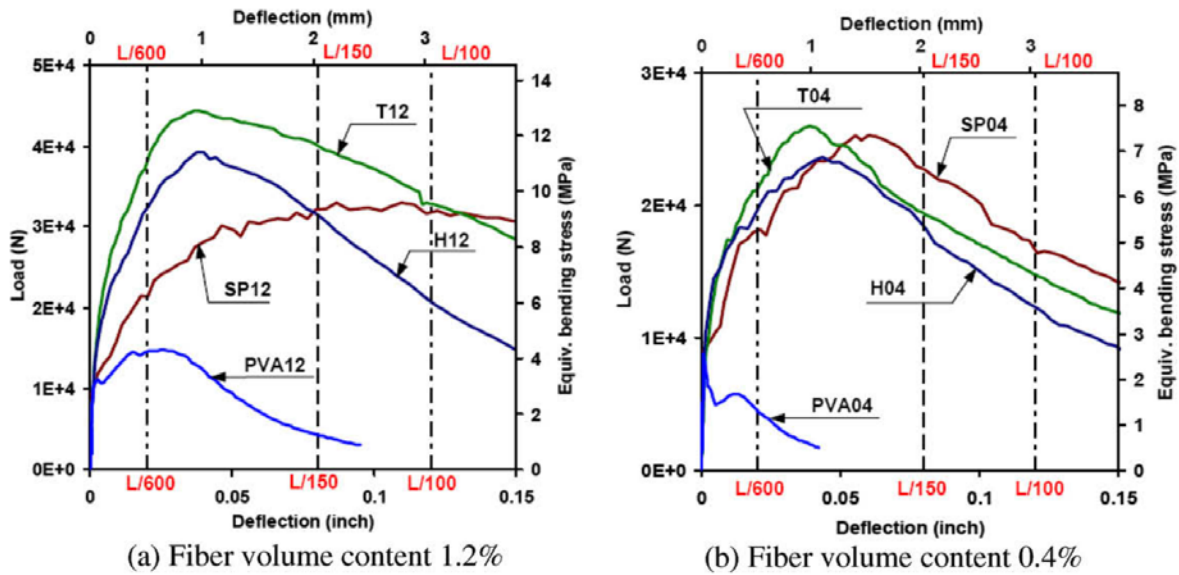 Deflection (mm)
0 1 2 3
L/600 L/150 L/100
5E+4 14
T12
4E+4 12
10
3E+4
H12 8
SP12
2E+4 6
PVA12 4
1E+4
2
0E+0 0
Load (N)
Equiv. bending stress (MPa)
L/600 L/150 L/100
0 0.05 0.1 0.15
Deflection (inch)
(a) Fiber volume content 1.2%
Deflection (mm)
0 1 2 3
L/600 L/150 L/100
3E+4
T04 8
SP04
7
6
2E+4
5
H04
4
1E+4 3
2
PVA04
1
0E+0 0
Load (N)
Equiv. bending stress (MPa)
L/600 L/150 L/100
0 0.05 0.1 0.15
Deflection (inch)
(b) Fiber volume content 0.4%